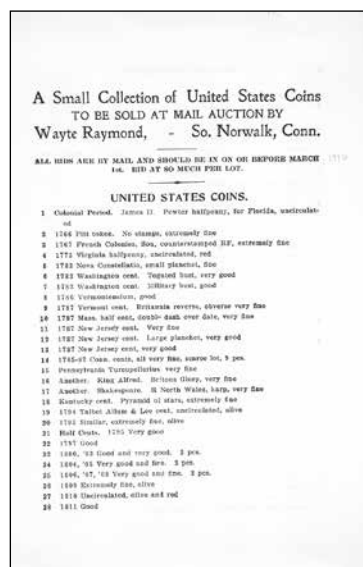 A Small Collection of United States Coins
TO BE SOLD AT MAIL AUCTION BY
Wayte Raymond, - So. Norwalk, Conn.
ALL BIDS ARE BY MAIL AND SHOULD BE IN ON OR BEFORE MARCH
1st. BID AT SO MUCH PER LOT.
UNITED STATES COINS.
1 Colonial Period. James II. Pewter halfpenny, for Florida, uncirculat-
ed
2 1766 Pitt token. No stamps, extremely fine
3 1767 French Colonies, Sou, counterstamped RF, extremely fine
4 1773 Virginia halfpenny, uncirculated, red
5 1783 Nova Constellatio, small planchet, fine
6 1783 Washington cent. Togated bust, very good
7 1783 Washington cent. Military bust, good
8 1786 Vermontensium, good
9 1787 Vermont cent. Britannia reverse, obverse very fine
10 1787 Mass. half cent, double dash over date, very fine
11 1787 New Jersey cent. Very fine
12 1787 New Jersey cent. Large planchet, very good
13 1787 New Jersey cent, very good
14 1785-87 Conn. cents, all very fine, scarce lot, 9 pcs.
15 Pennsylvania Turnpike, very fine
16 Another. King Alfred. Britons Glory, very fine
17 Another. Shakespeare. North Wales, harp, very fine
18 Kentucky cent. Pyramid of stars, extremely fine
19 1794 Talbot Allum & Lee cent, uncirculated, olive
20 1795 Similar, extremely fine, olive
21 Half Cents. 1795 Very good
22 1797 Good
23 1800, '03 Good and very good. 2 pcs.
24 1804, '05 Very good and fine. 2 pcs.
25 1806, '07, '08 Very good and fine. 3 pcs.
26 1809 Extremely fine, olive
27 1810 Uncirculated, olive and red
28 1811 Good